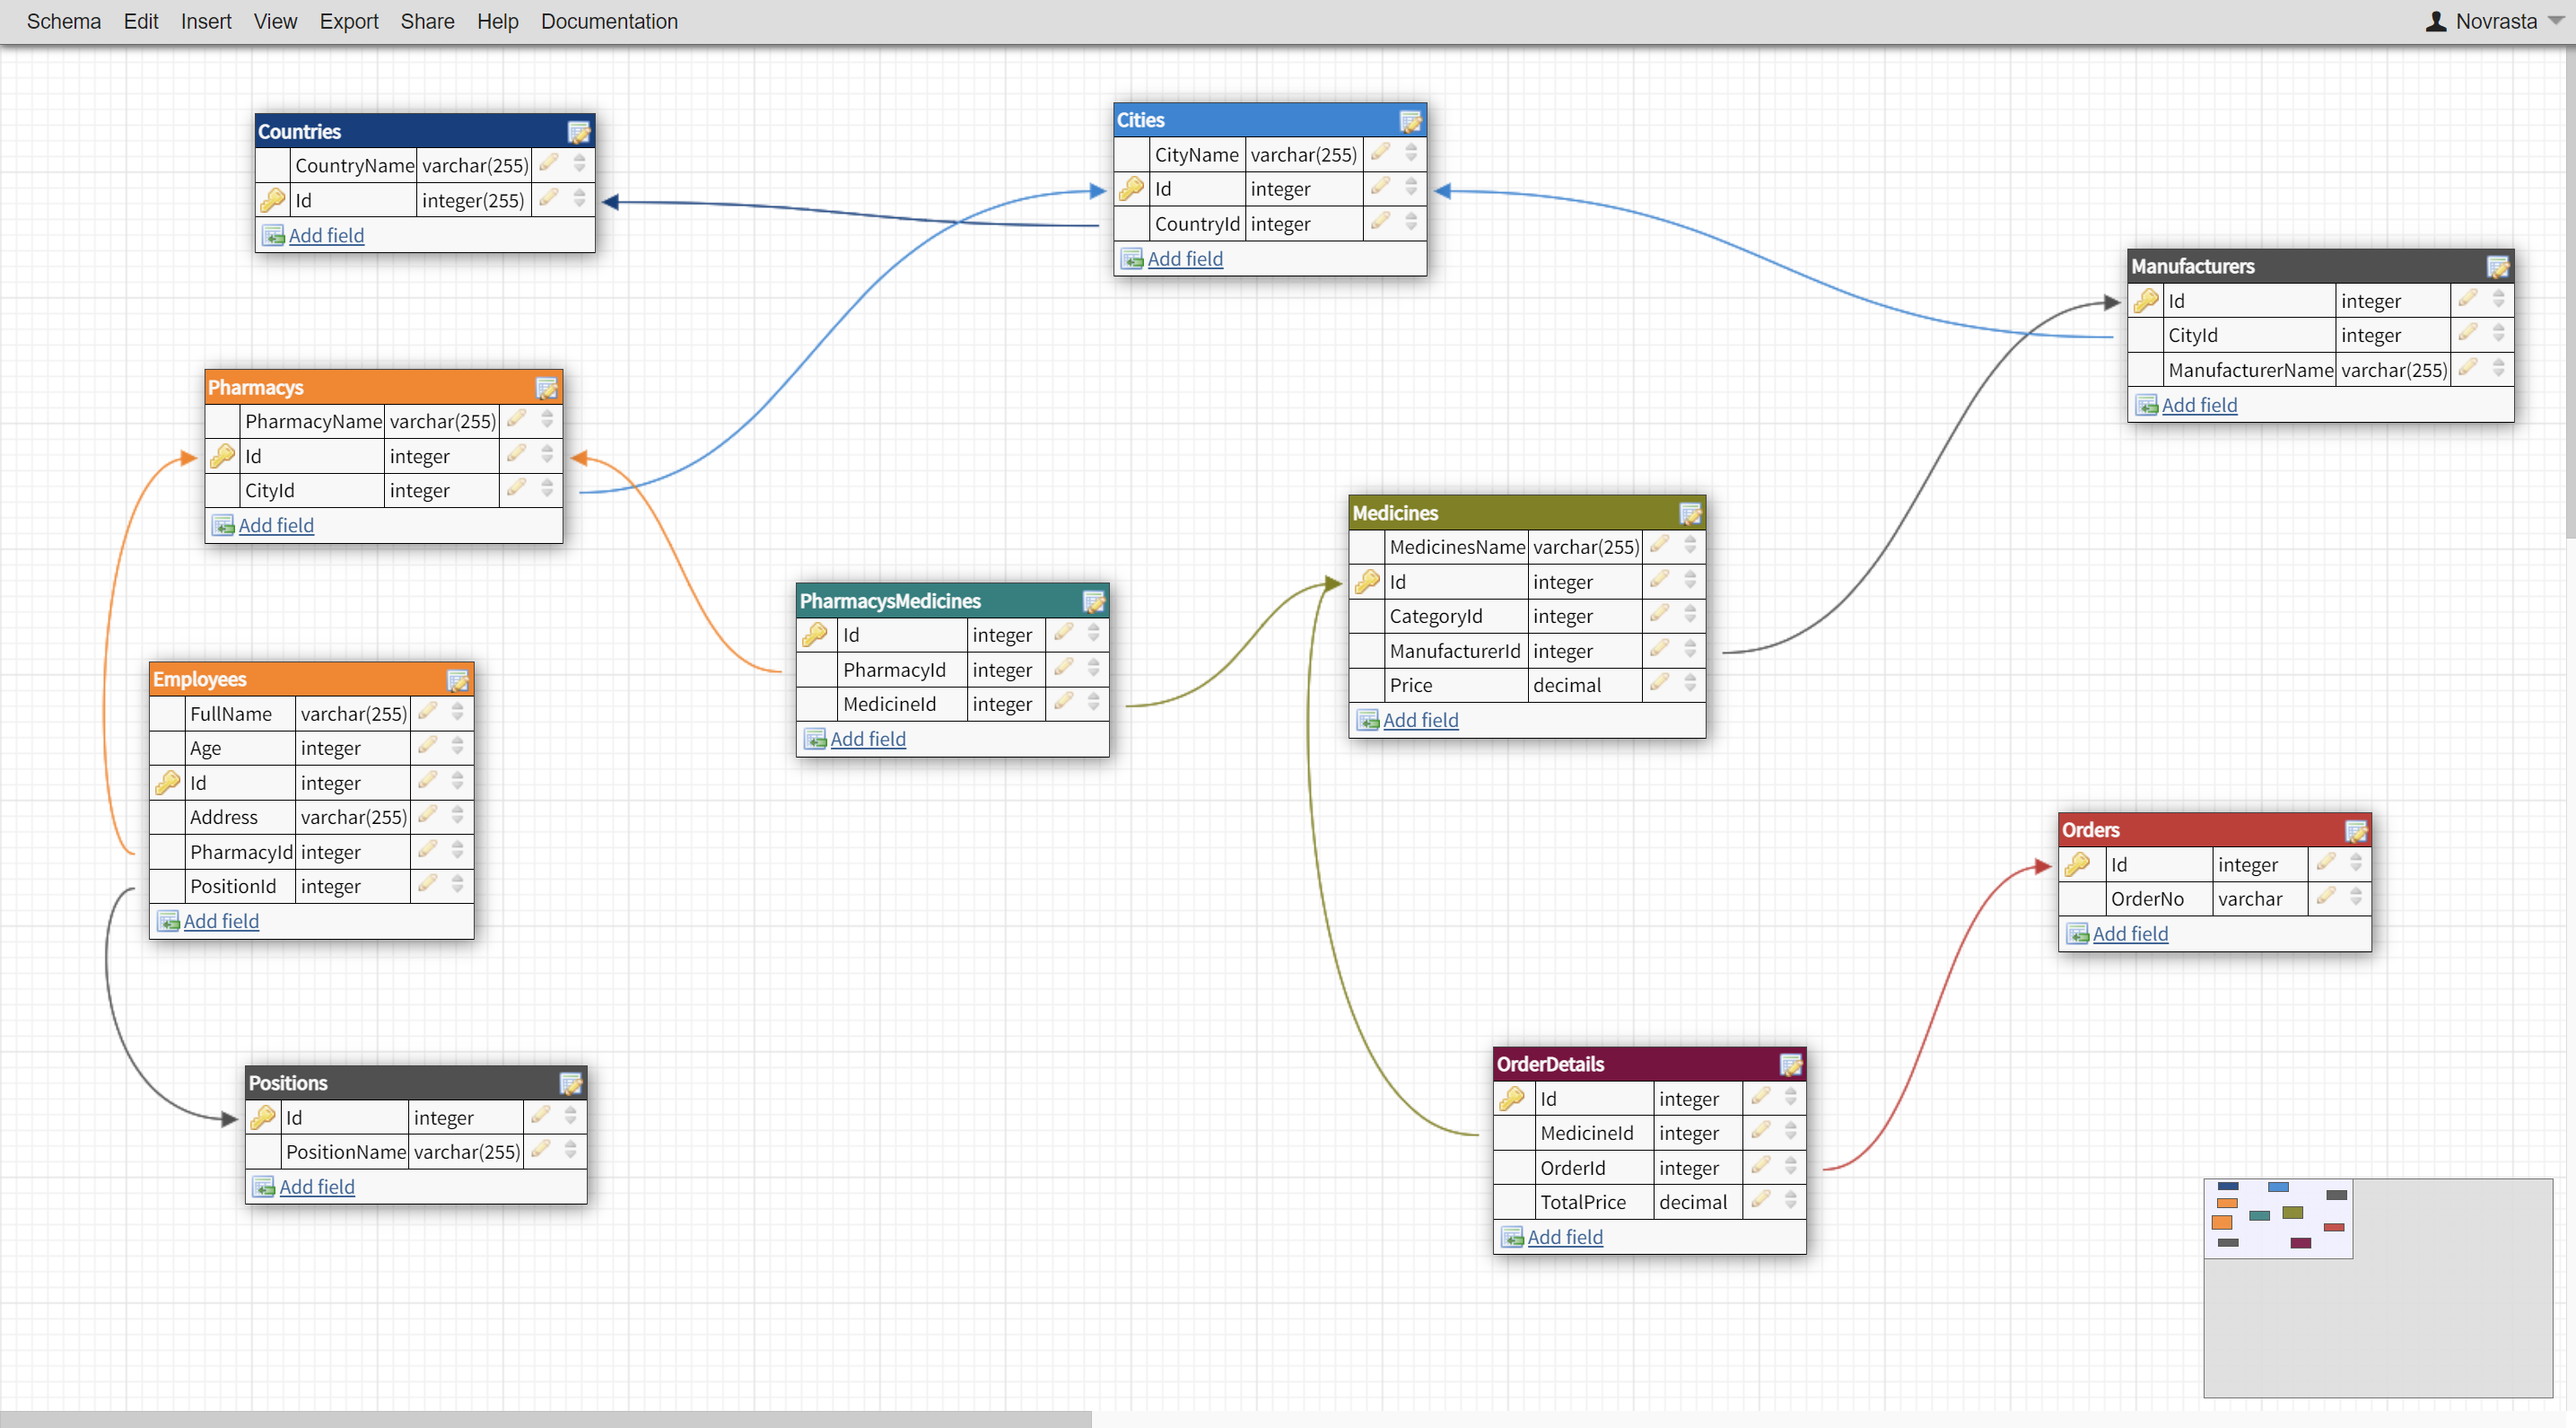 Schema Edit Insert View Export Share Help Documentation Novrasta
Countries
CountryName varchar(255)
Id integer(255)
Add field
Cities
CityName varchar(255)
Id integer
CountryId integer
Add field
Manufacturers
Id integer
CityId integer
ManufacturerName varchar(255)
Add field
Pharmacys
PharmacyName varchar(255)
Id integer
CityId integer
Add field
Medicines
MedicinesName varchar(255)
Id integer
CategoryId integer
ManufacturerId integer
Price decimal
Add field
PharmacysMedicines
Id integer
PharmacyId integer
MedicineId integer
Add field
Employees
FullName varchar(255)
Age integer
Id integer
Address varchar(255)
PharmacyId integer
PositionId integer
Add field
Orders
Id integer
OrderNo varchar
Add field
OrderDetails
Id integer
MedicineId integer
OrderId integer
TotalPrice decimal
Add field
Positions
Id integer
PositionName varchar(255)
Add field